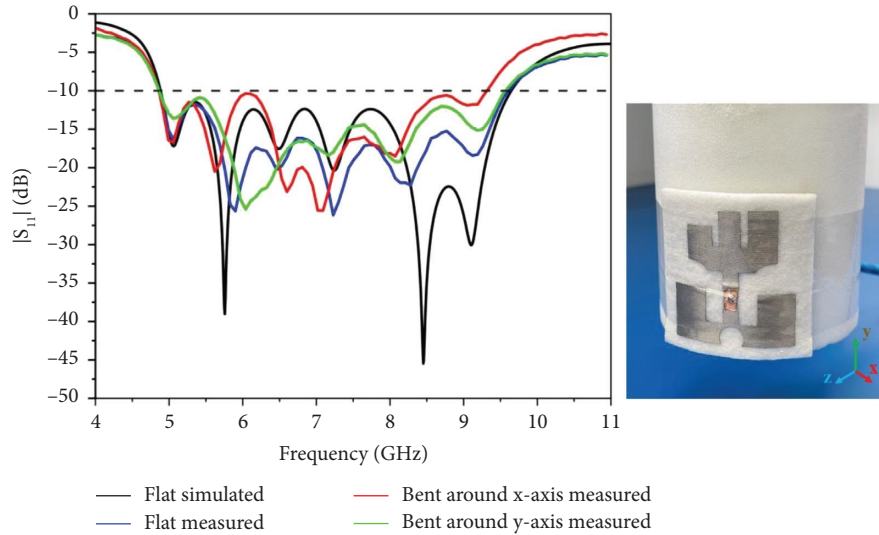 0
−5
−10
−15
−20
−25
−30
−35
−40
−45
−50
|S₁₁| (dB)
4 5 6 7 8 9 10 11
Frequency (GHz)
y
z x
Flat simulated
Flat measured
Bent around x-axis measured
Bent around y-axis measured